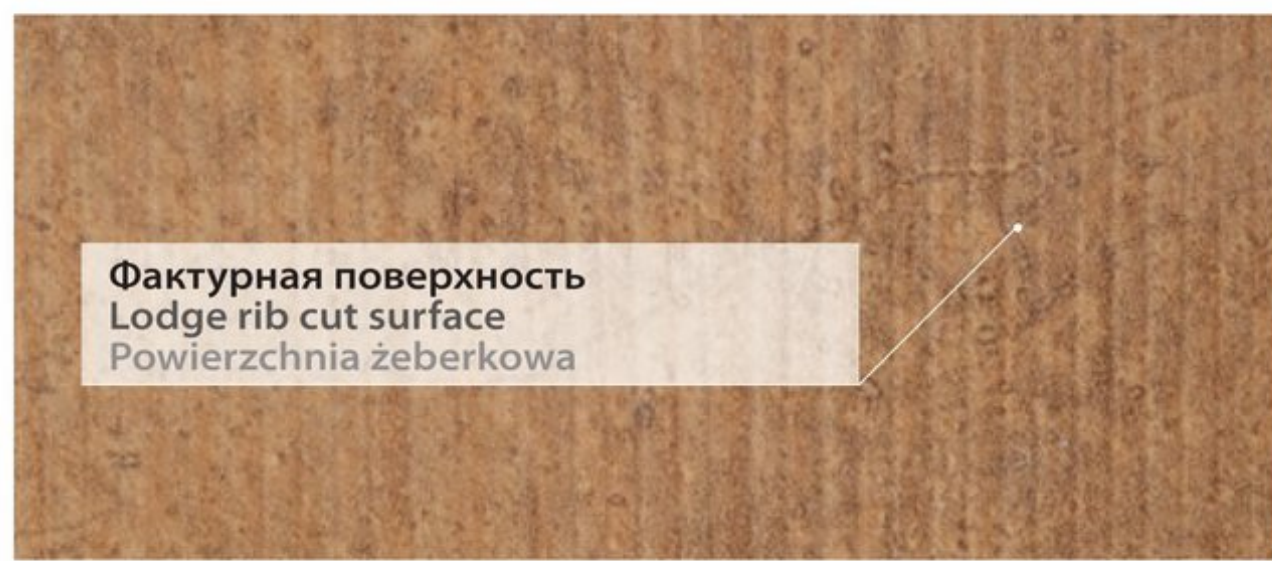 Фактурная поверхность
Lodge rib cut surface
Powierzchnia żeberkowa